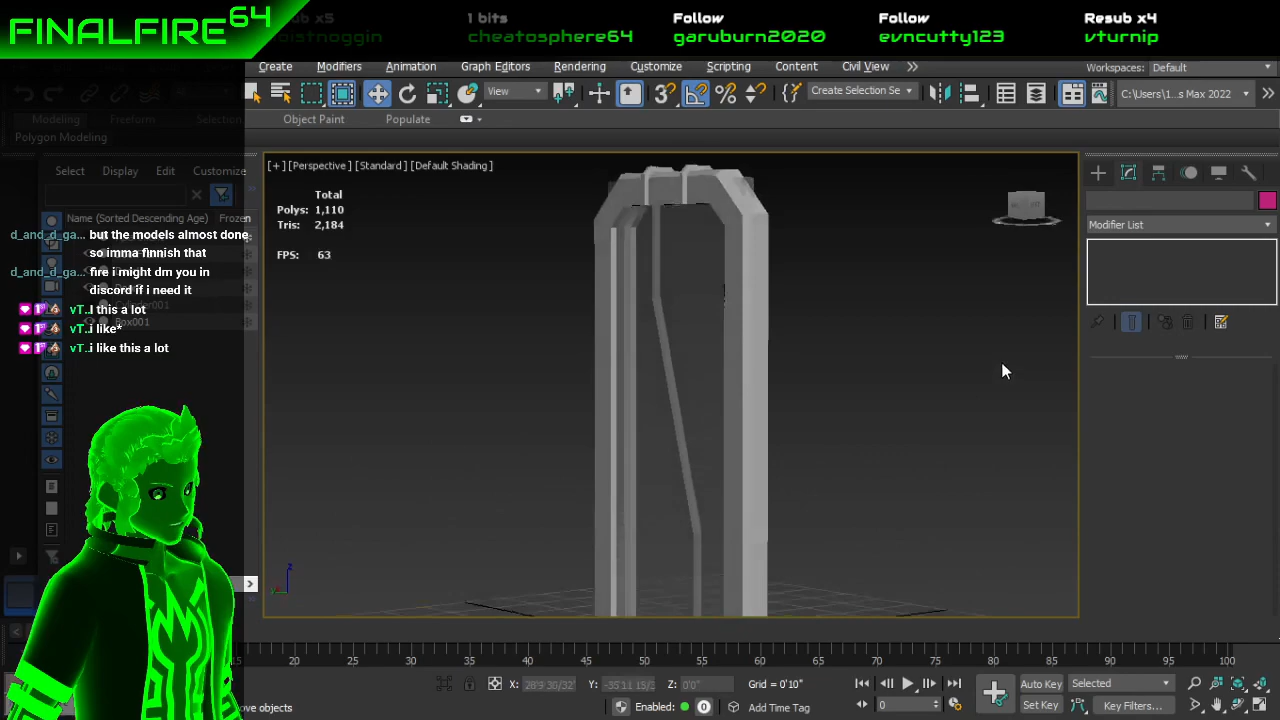 FINALFIRE64
Resub x5
1 bits
cheatosphere64
Follow
garuburn2020
Follow
evncutty123
Resub x4
vturnip
Create
Modifiers
Animation
Graph Editors
Rendering
Customize
Scripting
Content
Civil View
Workspaces: Default
View
Create Selection Se
C:\Users\1...s Max 2022
Modeling
Freeform
Selection
Object Paint
Populate
Polygon Modeling
Select
Display
Edit
Customize
Name (Sorted Descending Age)
Frozen
d_and_d_ga... but the models almost done
so imma finnish that
d_and_d_ga... fire i might dm you in
discord if i need it
vT.. I this a lot
vT.. i like*
vT.. i like this a lot
Cylinder001
Box001
[+] [Perspective] [Standard] [Default Shading]
Total
Polys: 1,110
Tris: 2,184
FPS: 63
Modifier List
15
20
25
30
35
40
45
50
55
60
65
70
75
80
85
90
95
100
X:
Y:
Z: 0'0"
Grid = 0'10"
Auto Key
Selected
ove objects
Enabled:
0
Add Time Tag
0
Set Key
Key Filters...